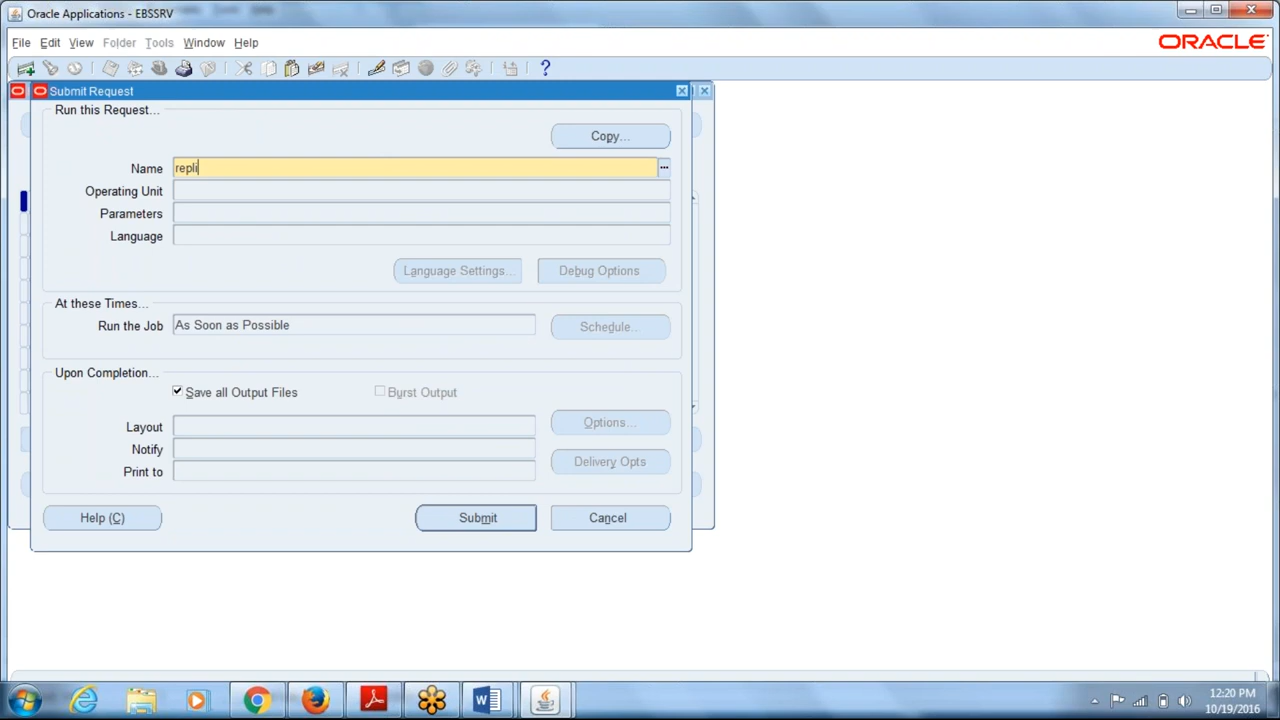 Oracle Applications - EBSSRV
File Edit View Folder Tools Window Help
ORACLE
?
Submit Request
Run this Request...
Copy...
Name repli
Operating Unit
Parameters
Language
Language Settings... Debug Options
At these Times...
Run the Job As Soon as Possible Schedule..
Upon Completion...
Save all Output Files Burst Output
Layout Options...
Notify
Delivery Opts
Print to
Help (C) Submit Cancel
12:20 PM
10/19/2016